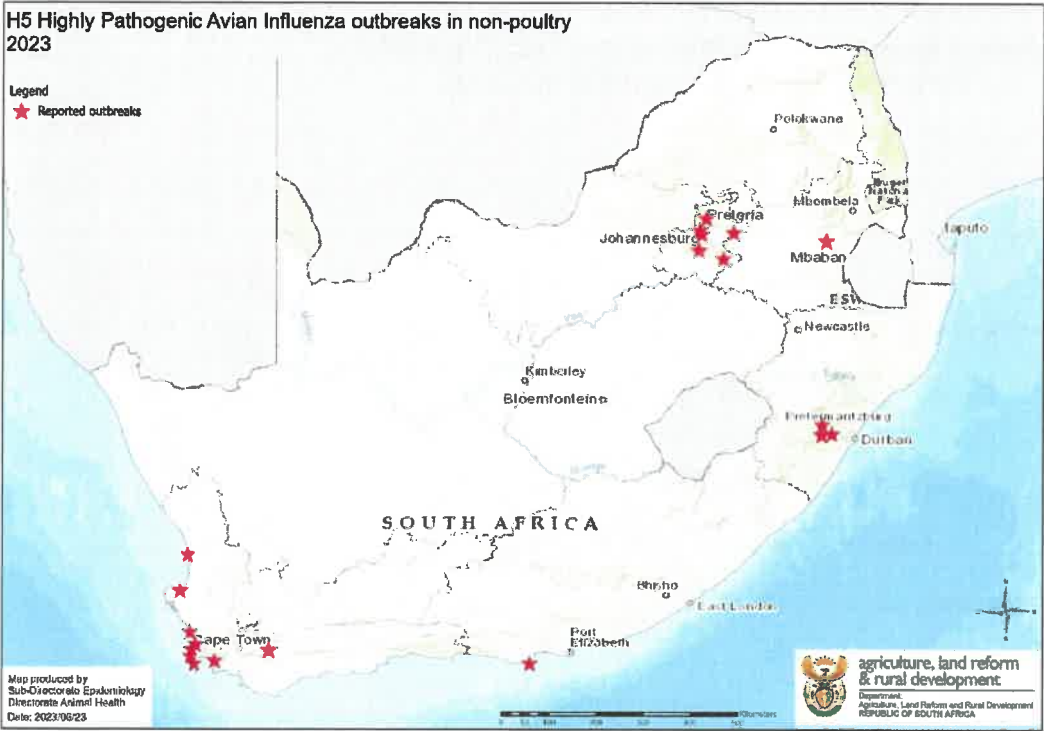 H5 Highly Pathogenic Avian Influenza outbreaks in non-poultry
2023
Legend
Reported outbreaks
Polokwane
Mbombela
Pretoria
Johannesburg
Mbaban
ESW
Newcastle
Kimberley
Bloemfontein
Durban
SOUTH AFRICA
Bhisho
East London
Port
Elizabeth
Cape Town
Map produced by
Sub-Directorate Epidemiology
Directorate Animal Health
Date: 2023/06/23
Kilometers
agriculture, land reform
& rural development
Department:
Agriculture, Land Reform and Rural Development
REPUBLIC OF SOUTH AFRICA